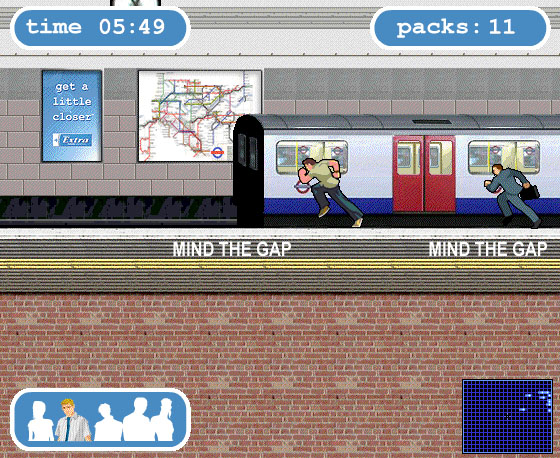 time 05:49
packs: 11
get a
little
closer
Extra
MIND THE GAP
MIND THE GAP